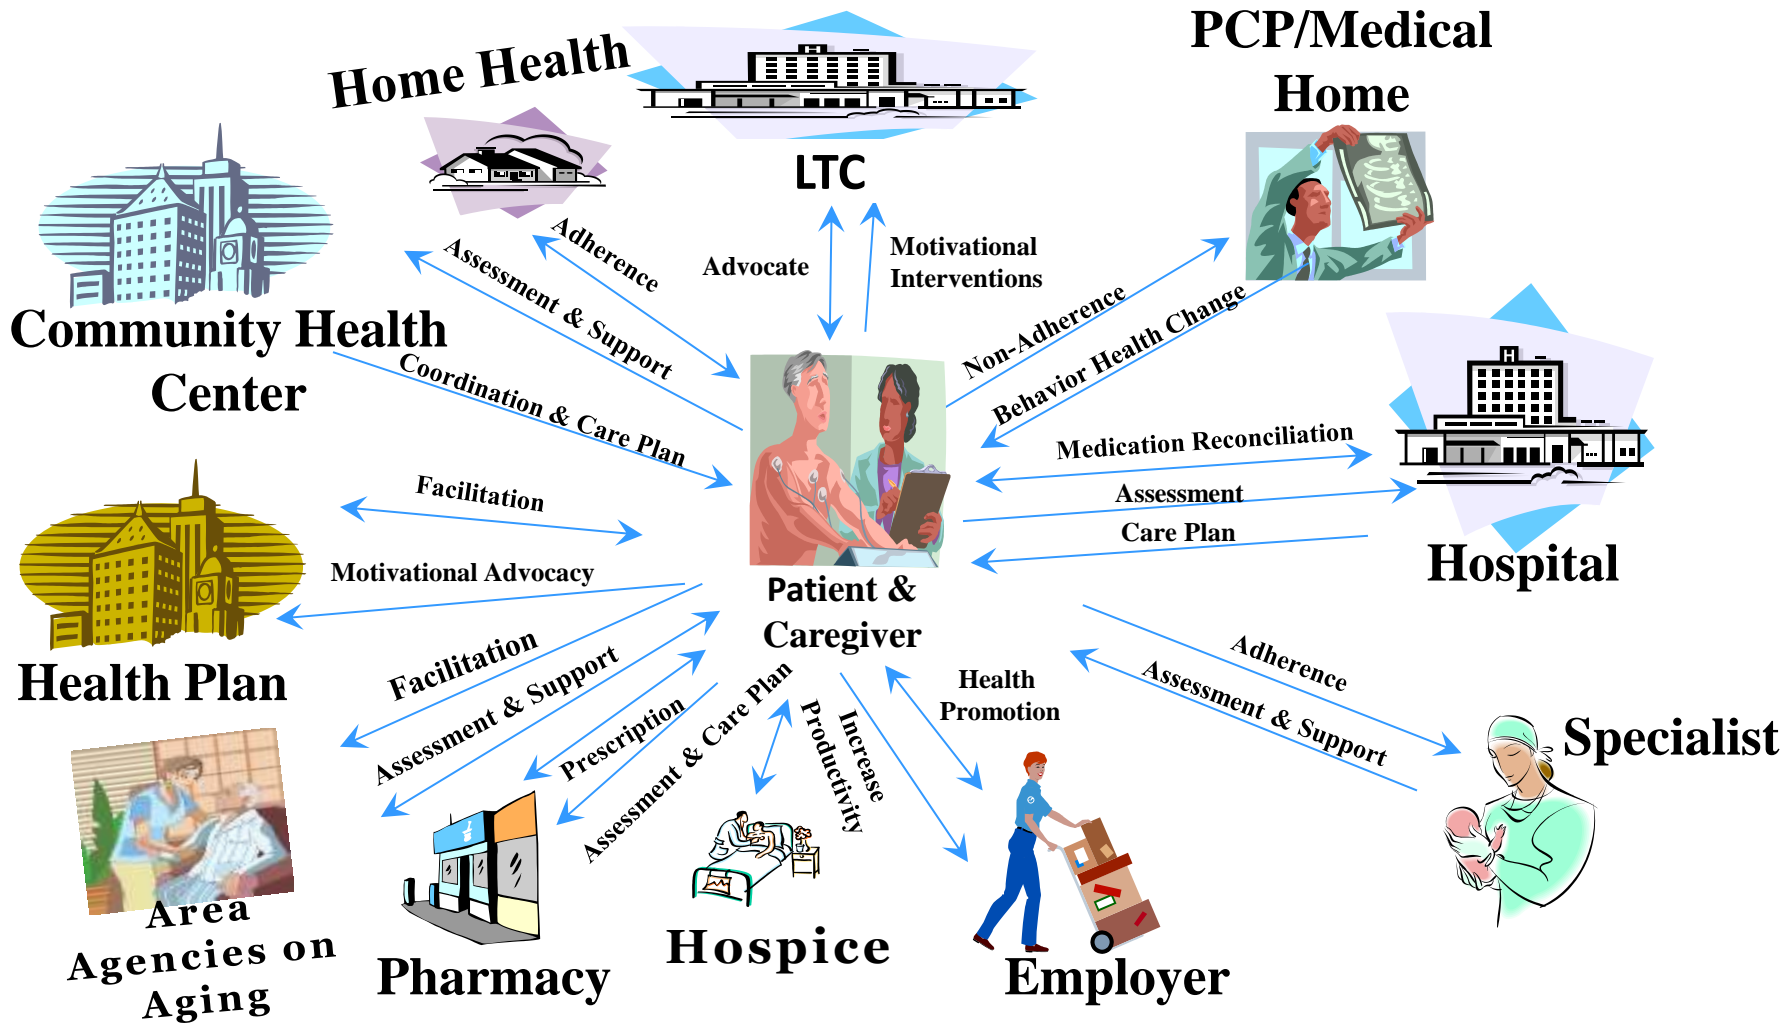 PCP/Medical
Home
Home Health
LTC
Community Health
Center
Adherence
Assessment & Support
Coordination & Care Plan
Advocate
Motivational
Interventions
Non-Adherence
Behavior Health Change
Medication Reconciliation
Assessment
Care Plan
Hospital
Facilitation
Motivational Advocacy
Health Plan
Patient &
Caregiver
Facilitation
Assessment & Support
Prescription
Assessment & Care Plan
Increase
Productivity
Health
Promotion
Adherence
Assessment & Support
Specialist
Area
Agencies on
Aging
Pharmacy
Hospice
Employer